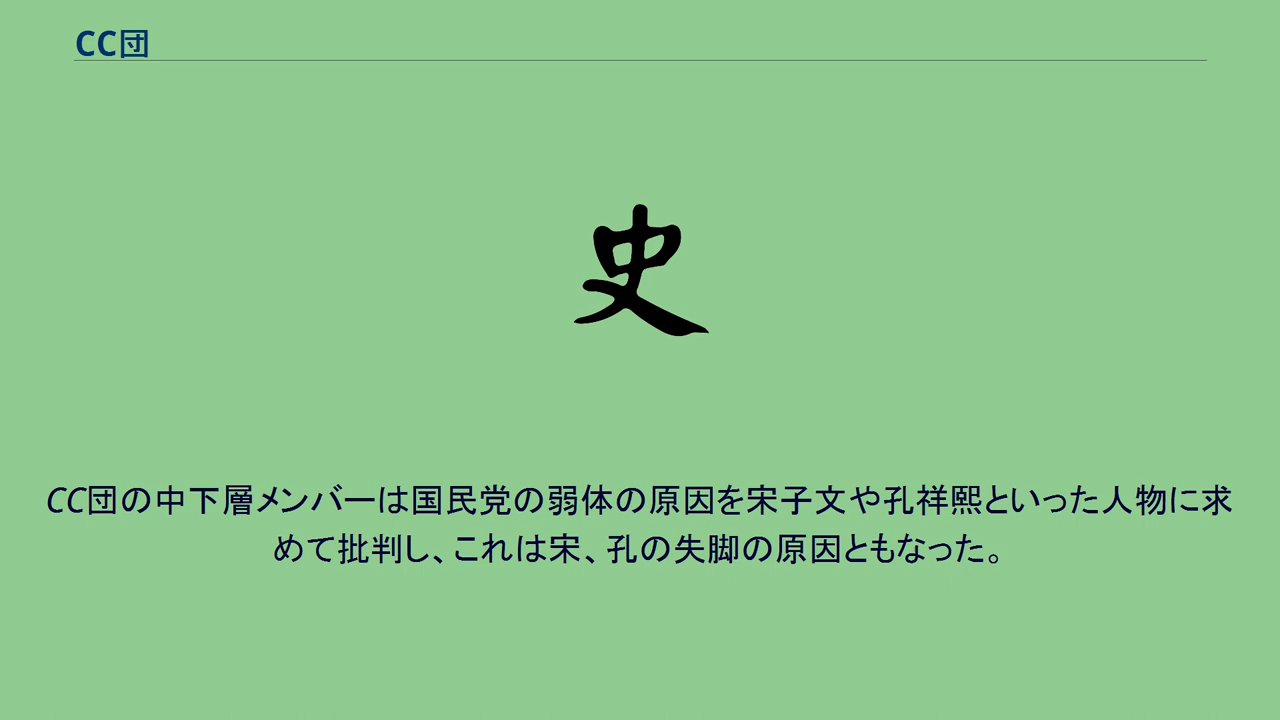 CC団
史
CC団の中下層メンバーは国民党の弱体の原因を宋子文や孔祥熙といった人物に求
めて批判し、これは宋、孔の失脚の原因ともなった。